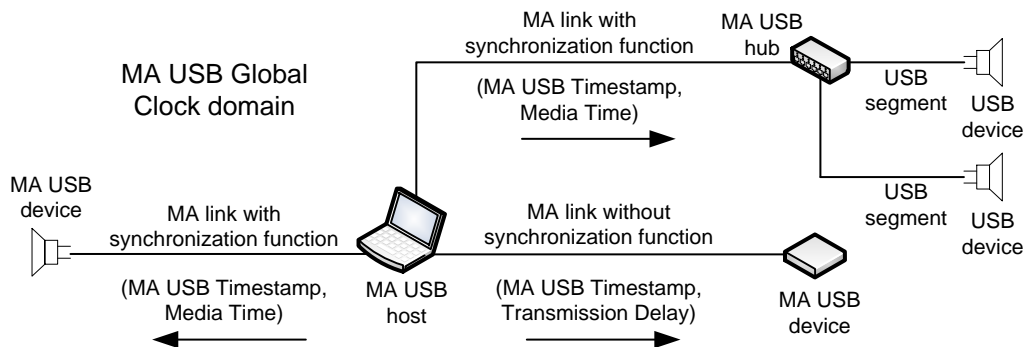 MA USB Global
Clock domain
MA link with
synchronization function
(MA USB Timestamp,
Media Time)
MA USB
hub
USB
segment
USB
device
USB
segment
USB
device
MA USB
device
MA link with
synchronization function
(MA USB Timestamp,
Media Time)
MA USB
host
MA link without
synchronization function
(MA USB Timestamp,
Transmission Delay)
MA USB
device